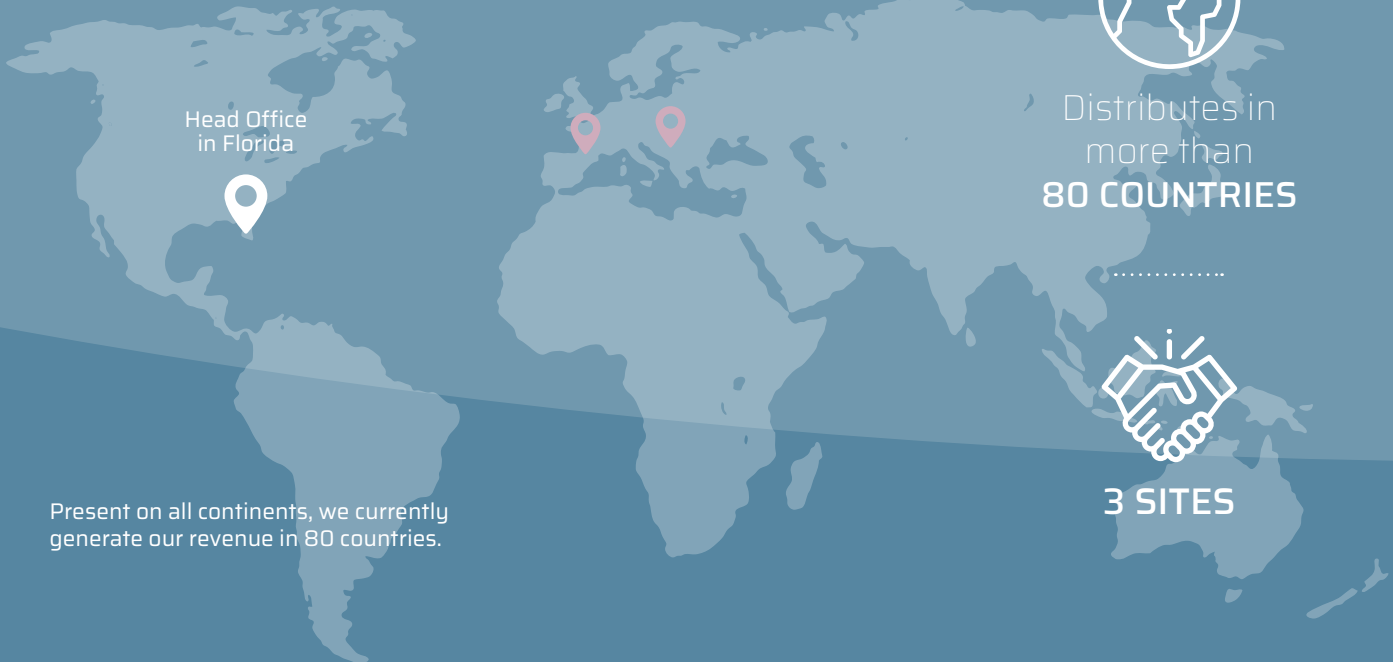 Head Office
in Florida
Distributes in
more than
80 COUNTRIES
3 SITES
Present on all continents, we currently
generate our revenue in 80 countries.